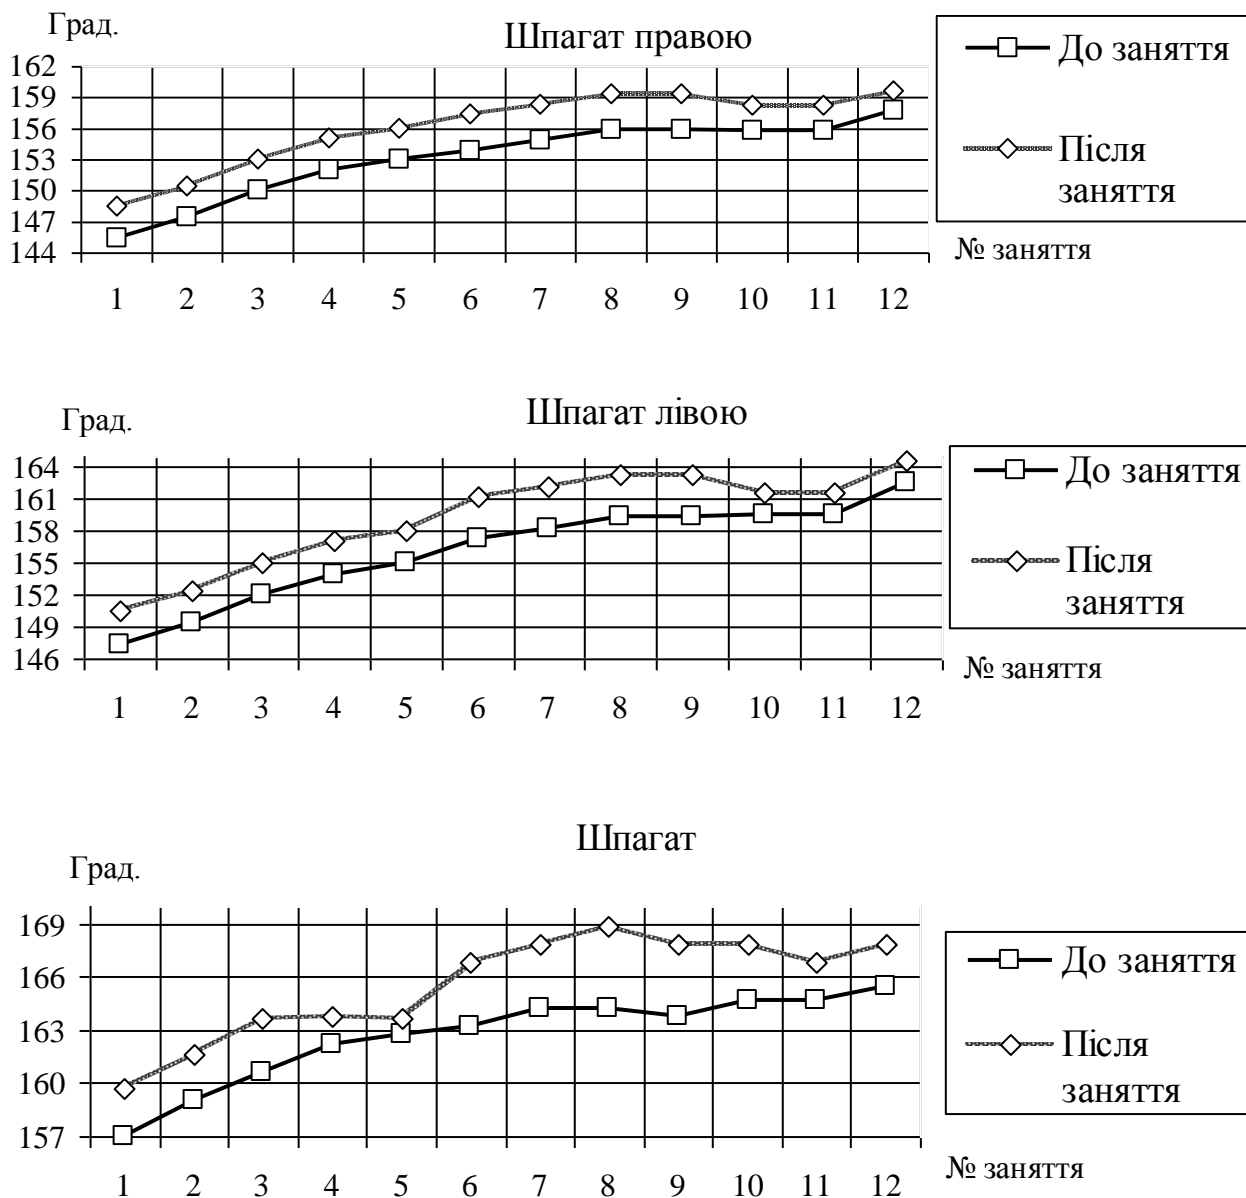 Град.
Шпагат правою
162
159
156
153
150
147
144
1 2 3 4 5 6 7 8 9 10 11 12
До заняття
Після
заняття
№ заняття
Град.
Шпагат лівою
164
161
158
155
152
149
146
1 2 3 4 5 6 7 8 9 10 11 12
До заняття
Після
заняття
№ заняття
Град.
Шпагат
169
166
163
160
157
1 2 3 4 5 6 7 8 9 10 11 12
До заняття
Після
заняття
№ заняття